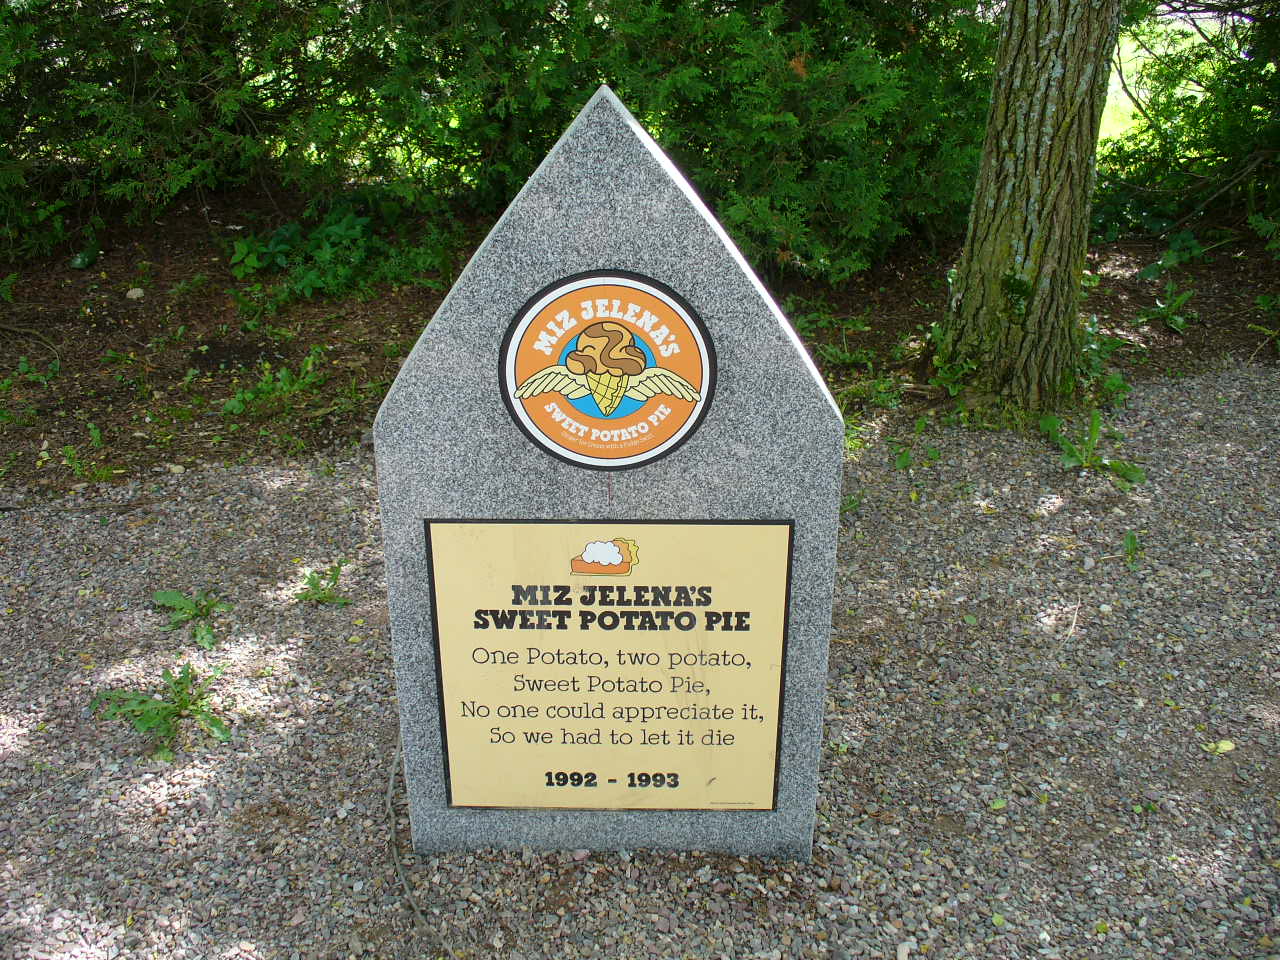 MIZ JELENA'S
SWEET POTATO PIE
MIZ JELENA'S
SWEET POTATO PIE
One Potato, two potato,
Sweet Potato Pie,
No one could appreciate it,
So we had to let it die
1992 - 1993